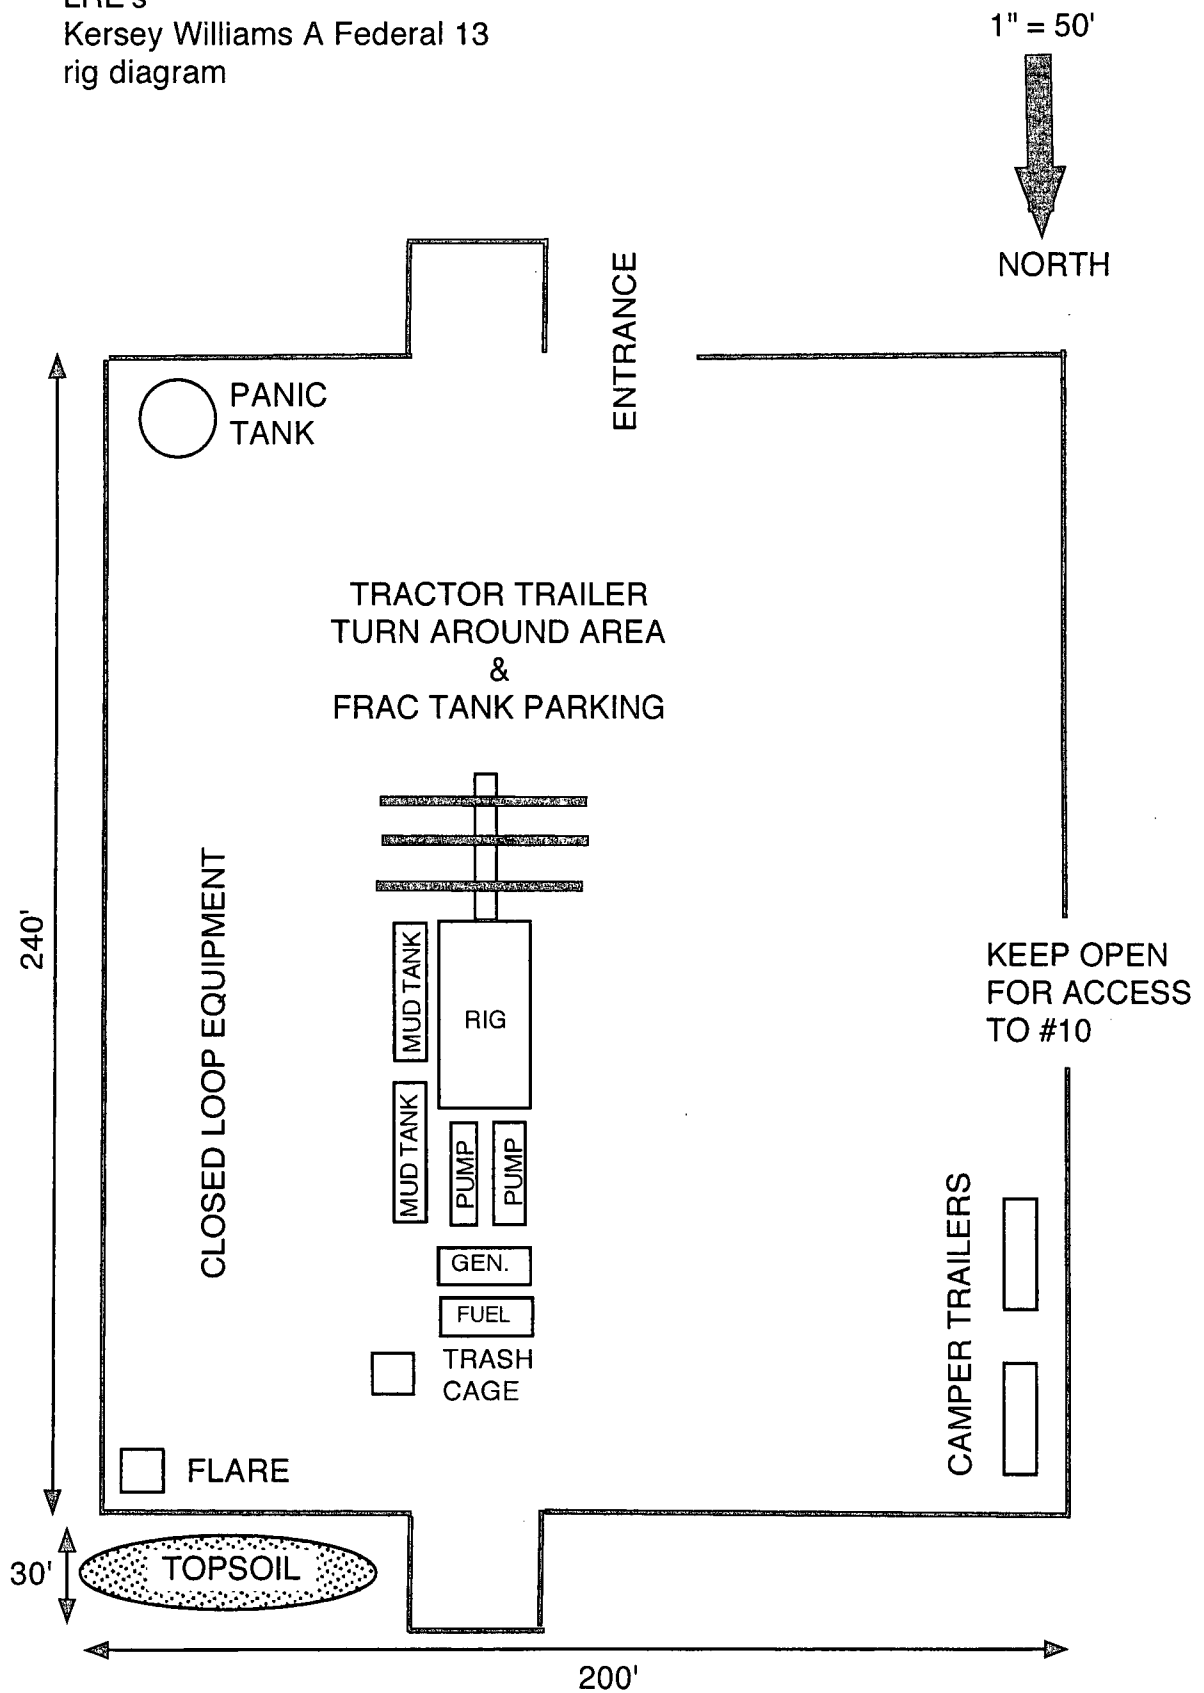 LRE's
Kersey Williams A Federal 13
rig diagram
1" = 50'
NORTH
ENTRANCE
PANIC
TANK
TRACTOR TRAILER
TURN AROUND AREA
&
FRAC TANK PARKING
240'
CLOSED LOOP EQUIPMENT
MUD TANK
RIG
KEEP OPEN
FOR ACCESS
TO #10
MUD TANK
PUMP
PUMP
GEN.
FUEL
TRASH
CAGE
CAMPER TRAILERS
FLARE
30'
TOPSOIL
200'